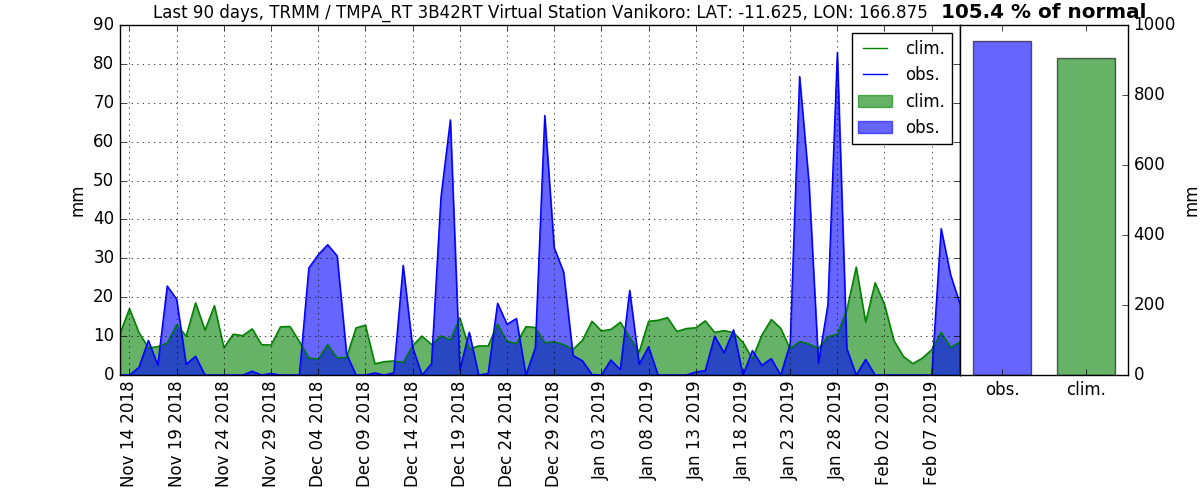 Last 90 days, TRMM / TMPA_RT 3B42RT Virtual Station Vanikoro: LAT: -11.625, LON: 166.875 105.4 % of normal
90
80
70
60
50
40
30
20
10
0
mm
clim.
obs.
clim.
obs.
1000
800
600
400
200
0
mm
obs. clim.
Nov 14 2018
Nov 19 2018
Nov 24 2018
Nov 29 2018
Dec 04 2018
Dec 09 2018
Dec 14 2018
Dec 19 2018
Dec 24 2018
Dec 29 2018
Jan 03 2019
Jan 08 2019
Jan 13 2019
Jan 18 2019
Jan 23 2019
Jan 28 2019
Feb 02 2019
Feb 07 2019